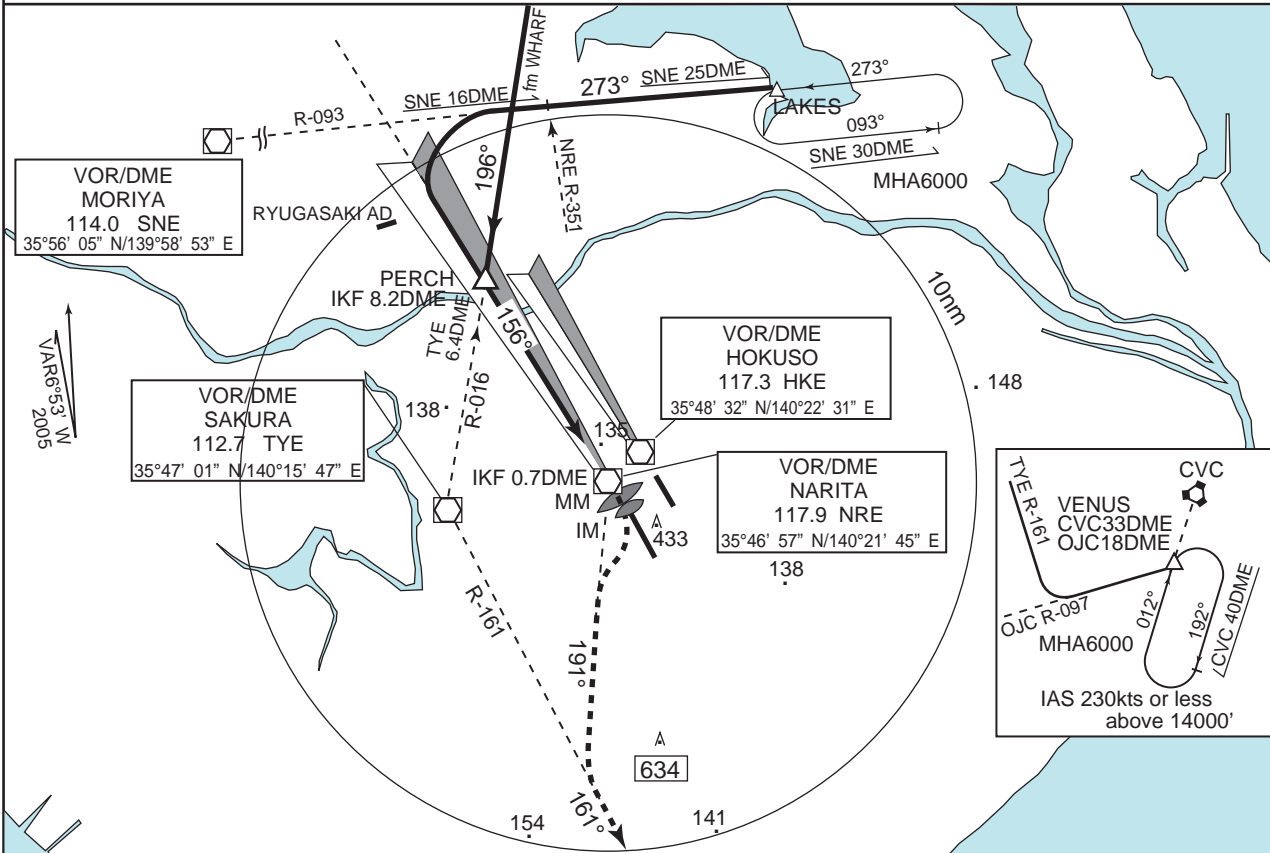 fm WHARF
SNE 25DME
273°
273°
SNE 16DME
R-093
LAKES
093°
SNE 30DME
MHA6000
196°
NRE R-351
VOR/DME
MORIYA
114.0 SNE
35°56' 05" N/139°58' 53" E
RYUGASAKI AD
PERCH
IKF 8.2DME
10nm
TYE
6.4DME
156°
VAR6°53' W
2005
VOR/DME
HOKUSO
117.3 HKE
35°48' 32" N/140°22' 31" E
148
VOR/DME
SAKURA
112.7 TYE
35°47' 01" N/140°15' 47" E
138
R-016
135
VOR/DME
NARITA
117.9 NRE
35°46' 57" N/140°21' 45" E
IKF 0.7DME
MM
IM
433
138
TYE R-161
CVC
VENUS
CVC33DME
OJC18DME
OJC R-097
012°
192°
CVC 40DME
MHA6000
IAS 230kts or less
above 14000'
R-161
191°
634
161°
154
141